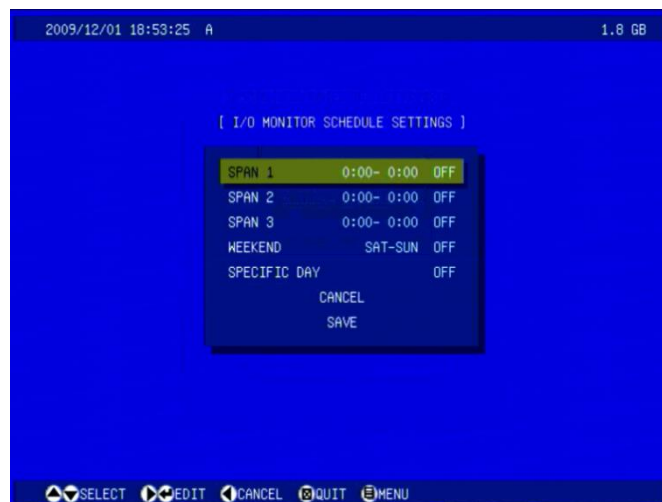 2009/12/01 18:53:25 A 1.8 GB
[ I/O MONITOR SCHEDULE SETTINGS ]
SPAN 1 0:00- 0:00 OFF
SPAN 2 0:00- 0:00 OFF
SPAN 3 0:00- 0:00 OFF
WEEKEND SAT-SUN OFF
SPECIFIC DAY OFF
CANCEL
SAVE
SELECT EDIT CANCEL QUIT MENU